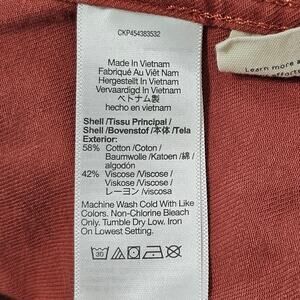 CKP454383532
Made In Vietnam
Fabriqué Au Viêt Nam
Hergestellt In Vietnam
Vervaardigd In Vietnam
ベトナム製
hecho en vietnam
Shell /Tissu Principal /
Shell /Bovenstof /本体 /Tela
Exterior:
58% Cotton /Coton /
Baumwolle /Katoen /綿 /
algodón
42% Viscose /Viscose /
Viskose /Viscose /
レーヨン /viscosa
Machine Wash Cold With Like
Colors. Non-Chlorine Bleach
Only. Tumble Dry Low. Iron
On Lowest Setting.
Learn more a
efforts